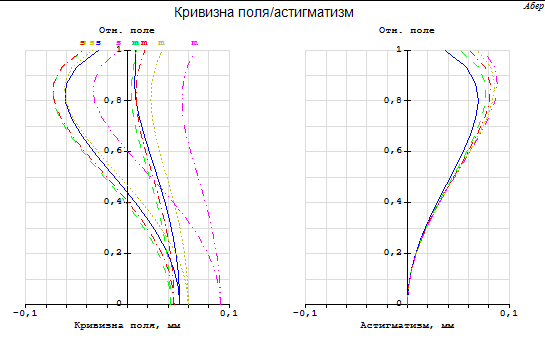 Абер
Кривизна поля/астигматизм
Отн. поле
Отн. поле
s s s s m m m m
1
1
0,8
0,8
0,6
0,6
0,4
0,4
0,2
0,2
0
0
-0,1 0,1
-0,1 0,1
Кривизна поля, мм
Астигматизм, мм